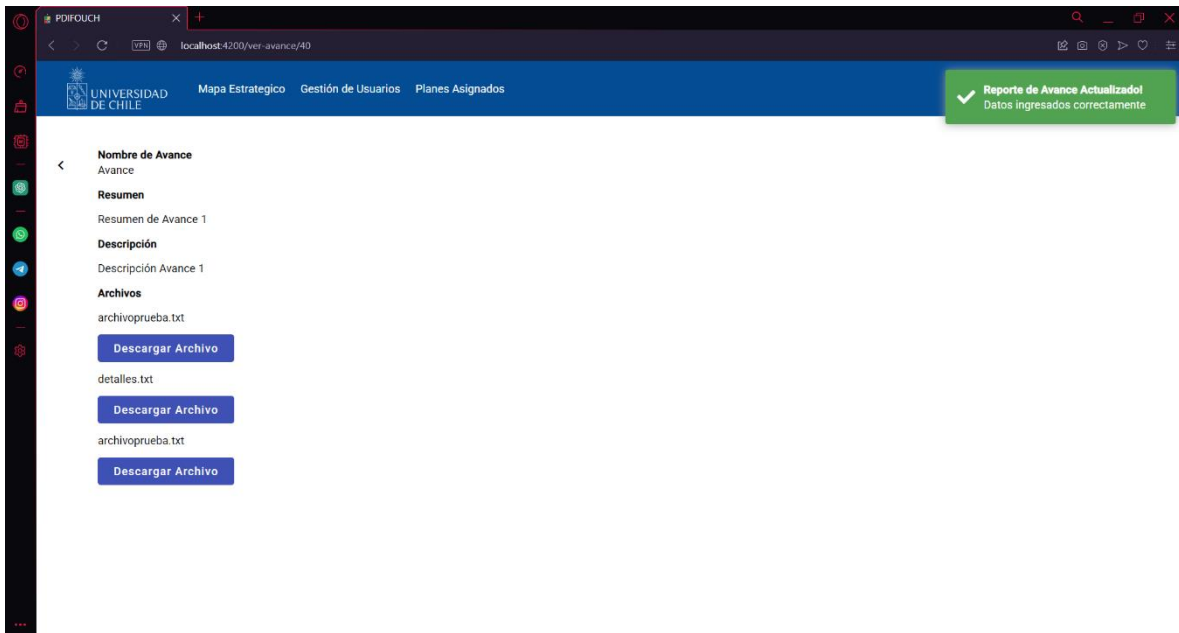 PDIFOUCH
VPN
localhost:4200/ver-avance/40
UNIVERSIDAD
DE CHILE
Mapa Estrategico Gestión de Usuarios Planes Asignados
Reporte de Avance Actualizado!
Datos ingresados correctamente
Nombre de Avance
Avance
Resumen
Resumen de Avance 1
Descripción
Descripción Avance 1
Archivos
archivoprueba.txt
Descargar Archivo
detalles.txt
Descargar Archivo
archivoprueba.txt
Descargar Archivo